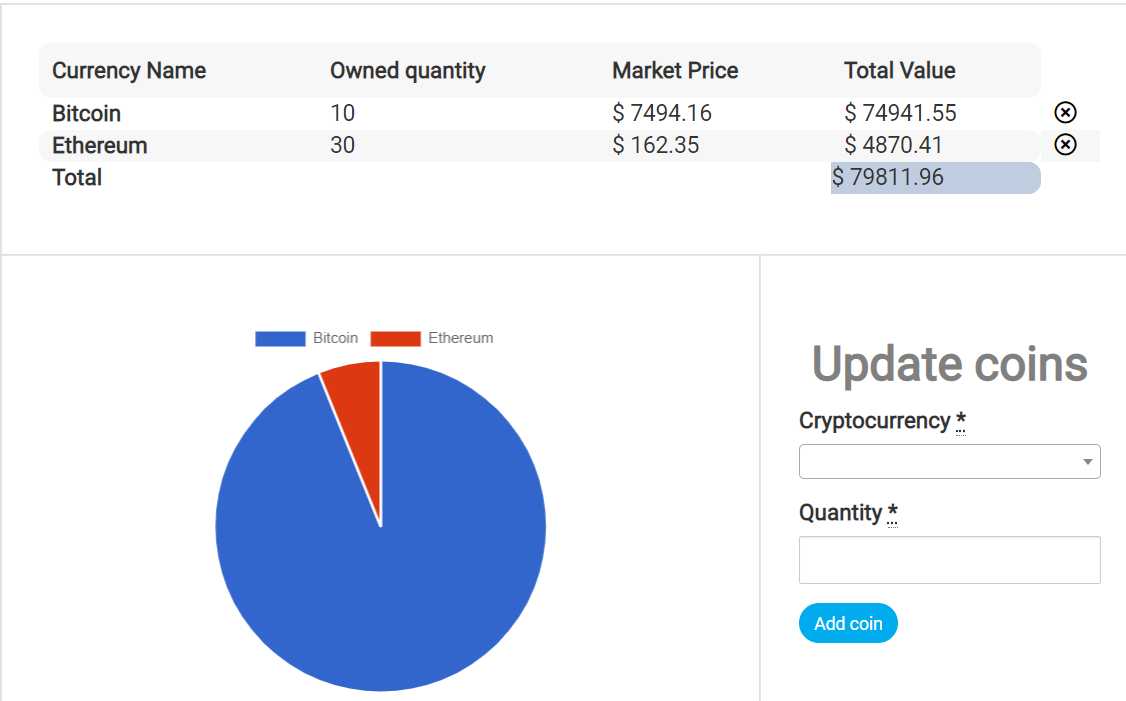 Currency Name Owned quantity Market Price Total Value
Bitcoin 10 $ 7494.16 $ 74941.55
Ethereum 30 $ 162.35 $ 4870.41
Total $ 79811.96
Bitcoin Ethereum
Update coins
Cryptocurrency *
Quantity *
Add coin